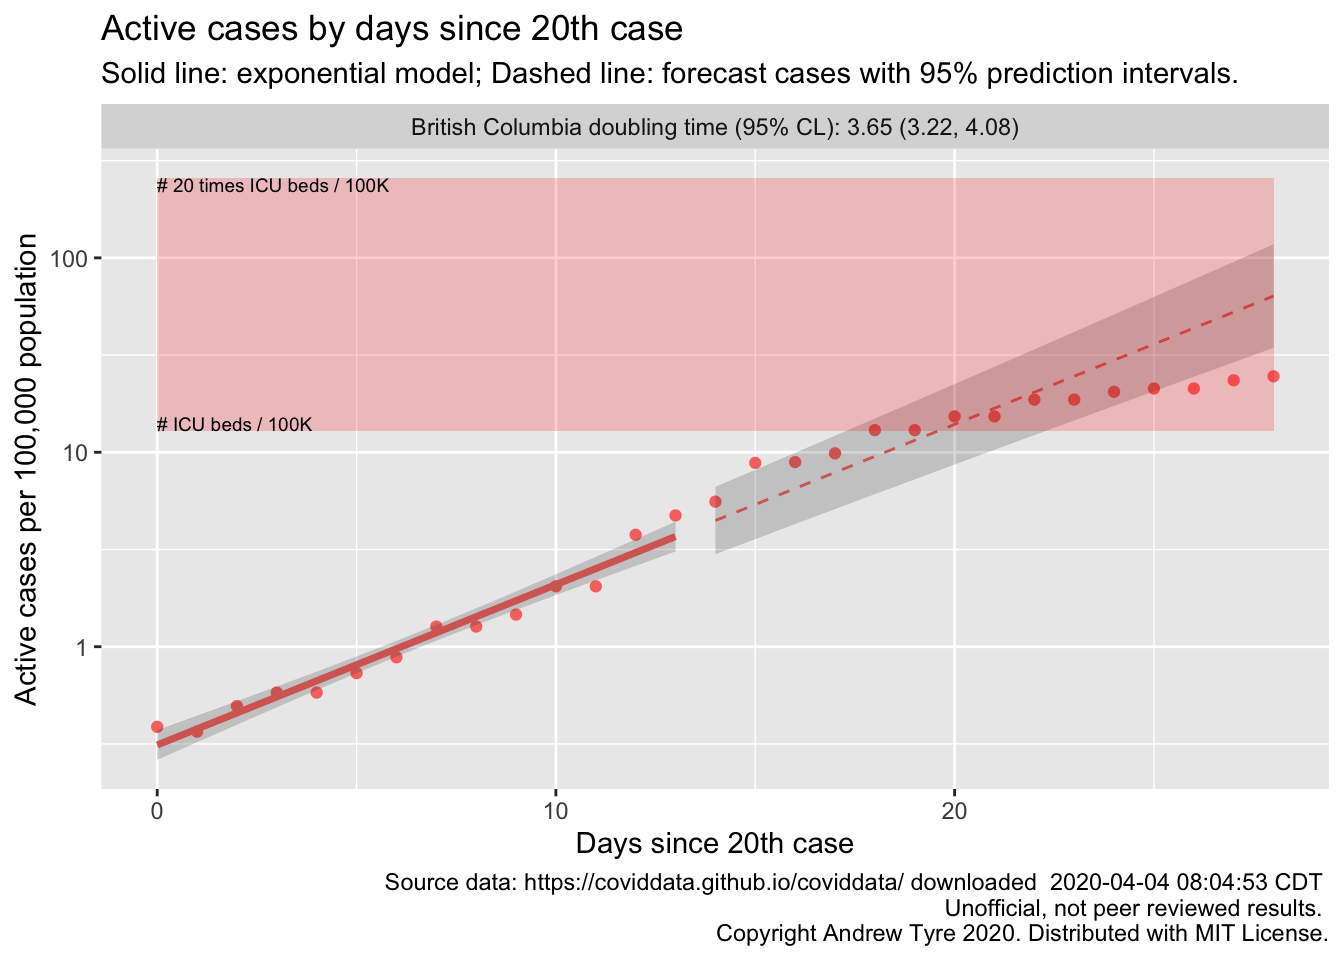 Active cases by days since 20th case
Solid line: exponential model; Dashed line: forecast cases with 95% prediction intervals.
British Columbia doubling time (95% CL): 3.65 (3.22, 4.08)
# 20 times ICU beds / 100K
# ICU beds / 100K
Active cases per 100,000 population
100
10
1
0
10
20
Days since 20th case
Source data: https://coviddata.github.io/coviddata/ downloaded  2020-04-04 08:04:53 CDT
Unofficial, not peer reviewed results.
Copyright Andrew Tyre 2020. Distributed with MIT License.